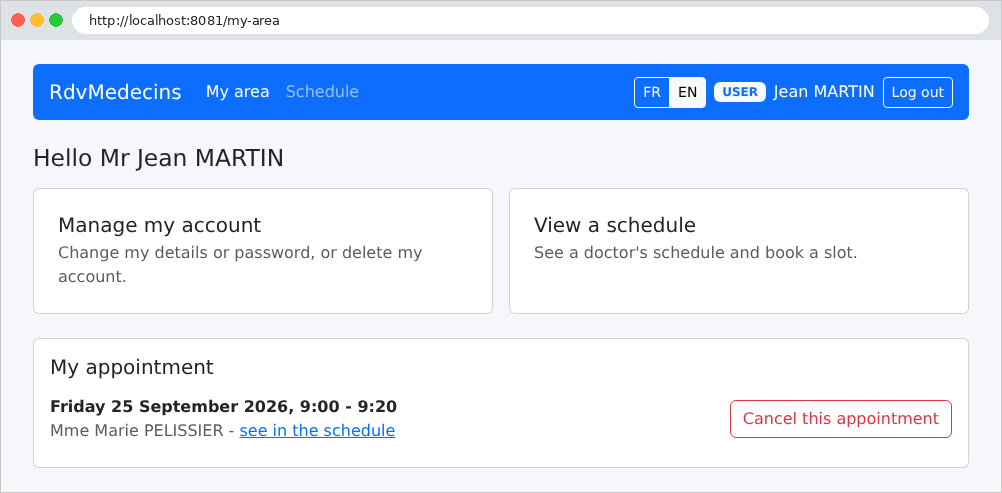 http://localhost:8081/my-area
RdvMedecins My area Schedule FR EN USER Jean MARTIN Log out
Hello Mr Jean MARTIN
Manage my account
Change my details or password, or delete my
account.
View a schedule
See a doctor's schedule and book a slot.
My appointment
Friday 25 September 2026, 9:00 - 9:20
Mme Marie PELISSIER - see in the schedule
Cancel this appointment